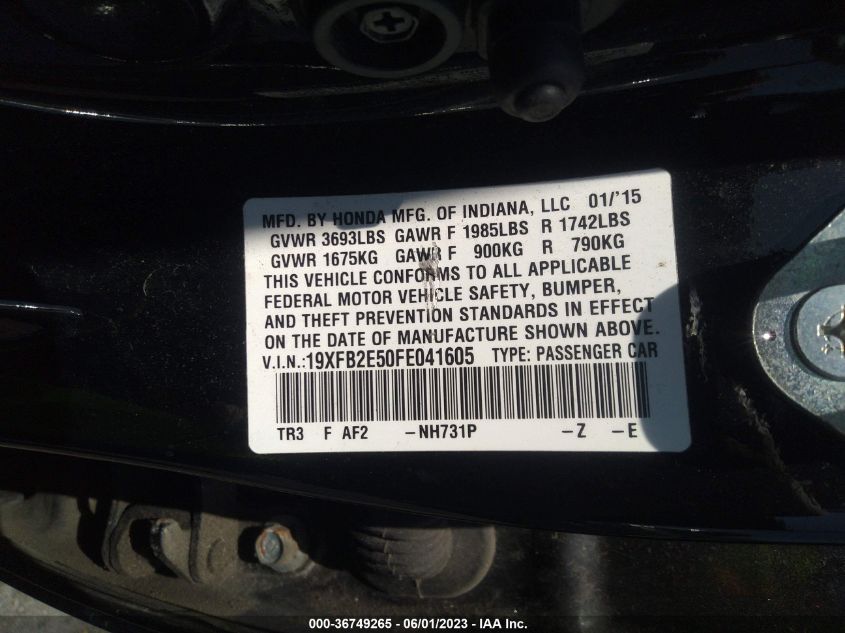 MFD. BY HONDA MFG. OF INDIANA, LLC 01/'15
GVWR 3693LBS GAWR F 1985LBS R 1742LBS
GVWR 1675KG GAWR F 900KG R 790KG
THIS VEHICLE CONFORMS TO ALL APPLICABLE
FEDERAL MOTOR VEHICLE SAFETY, BUMPER,
AND THEFT PREVENTION STANDARDS IN EFFECT
ON THE DATE OF MANUFACTURE SHOWN ABOVE.
V.I.N.:19XFB2E50FE041605 TYPE: PASSENGER CAR
TR3 F AF2 –NH731P –Z –E
000-36749265 - 06/01/2023 - © IAA Inc.